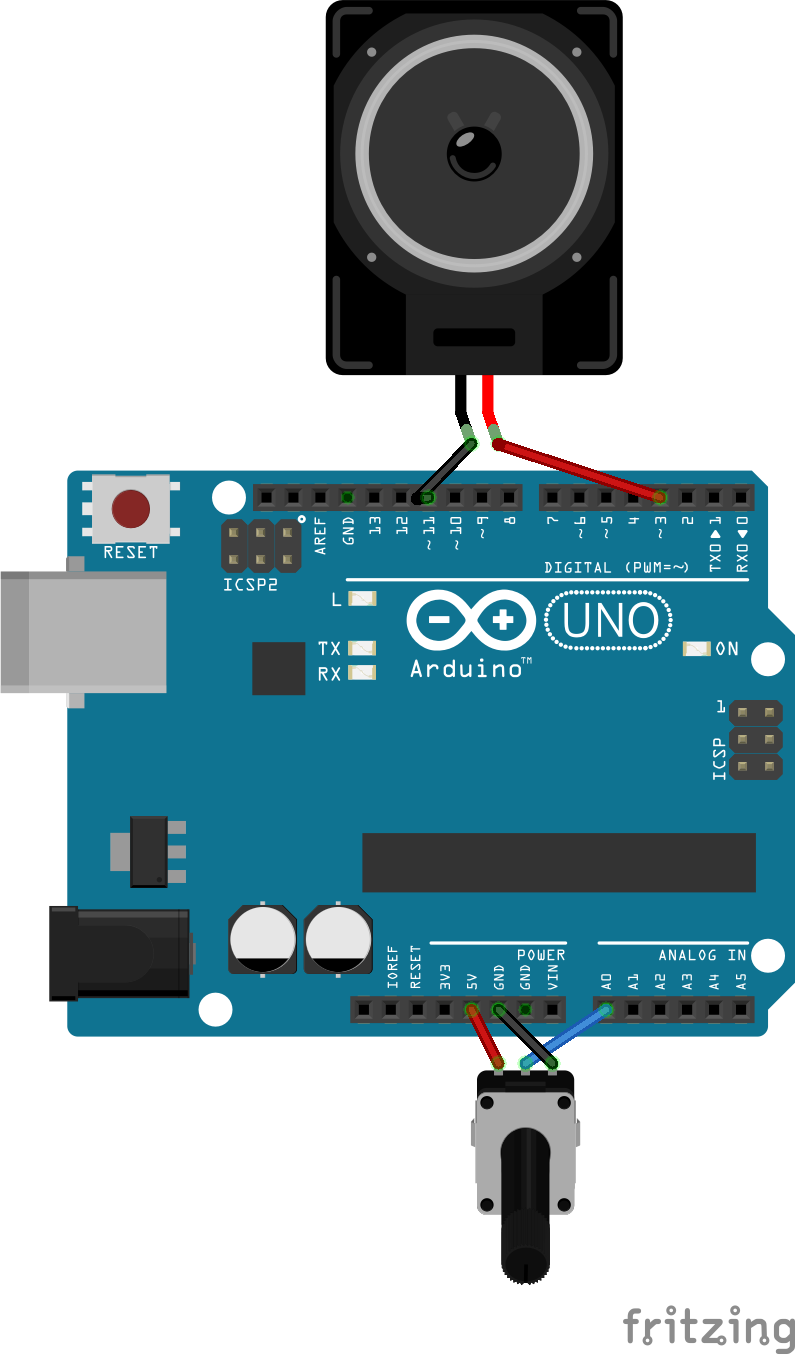 RESET
ICSP2
AREF
GND
13
12
~11
~10
~9
8
7
~6
~5
4
~3
2
TX0▶1
RX0◀0
DIGITAL (PWM=~)
L
TX
RX
Arduino™
UNO
ON
1
ICSP
POWER
ANALOG IN
IOREF
RESET
3V3
5V
GND
GND
VIN
A0
A1
A2
A3
A4
A5
fritzing